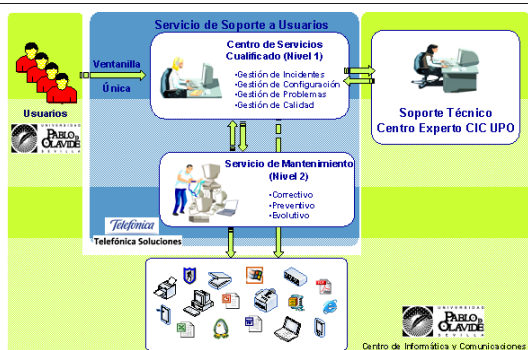 Servicio de Soporte a Usuarios
Ventanilla
Única
Usuarios
UNIVERSIDAD
PABLO DE
OLAVIDE
SEVILLA
Centro de Servicios
Cualificado (Nivel 1)
•Gestión de Incidentes
•Gestión de Configuración
•Gestión de Problemas
•Gestión de Calidad
Soporte Técnico
Centro Experto CIC UPO
Servicio de Mantenimiento
(Nivel 2)
•Correctivo
•Preventivo
•Evolutivo
Telefónica
Telefónica Soluciones
UNIVERSIDAD
PABLO DE
OLAVIDE
SEVILLA
Centro de Informática y Comunicaciones